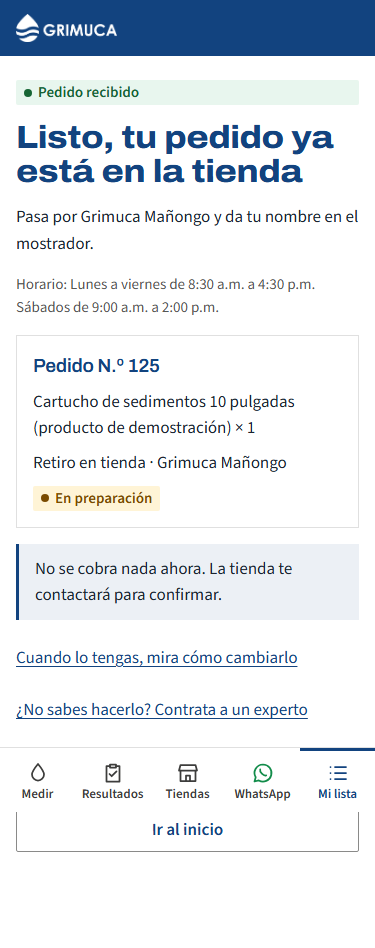 GRIMUCA
Pedido recibido
Listo, tu pedido ya
está en la tienda
Pasa por Grimuca Mañongo y da tu nombre en el
mostrador.
Horario: Lunes a viernes de 8:30 a.m. a 4:30 p.m.
Sábados de 9:00 a.m. a 2:00 p.m.
Pedido N.º 125
Cartucho de sedimentos 10 pulgadas
(producto de demostración) × 1
Retiro en tienda · Grimuca Mañongo
En preparación
No se cobra nada ahora. La tienda te
contactará para confirmar.
Cuando lo tengas, mira cómo cambiarlo
¿No sabes hacerlo? Contrata a un experto
Medir Resultados Tiendas WhatsApp Mi lista
Ir al inicio